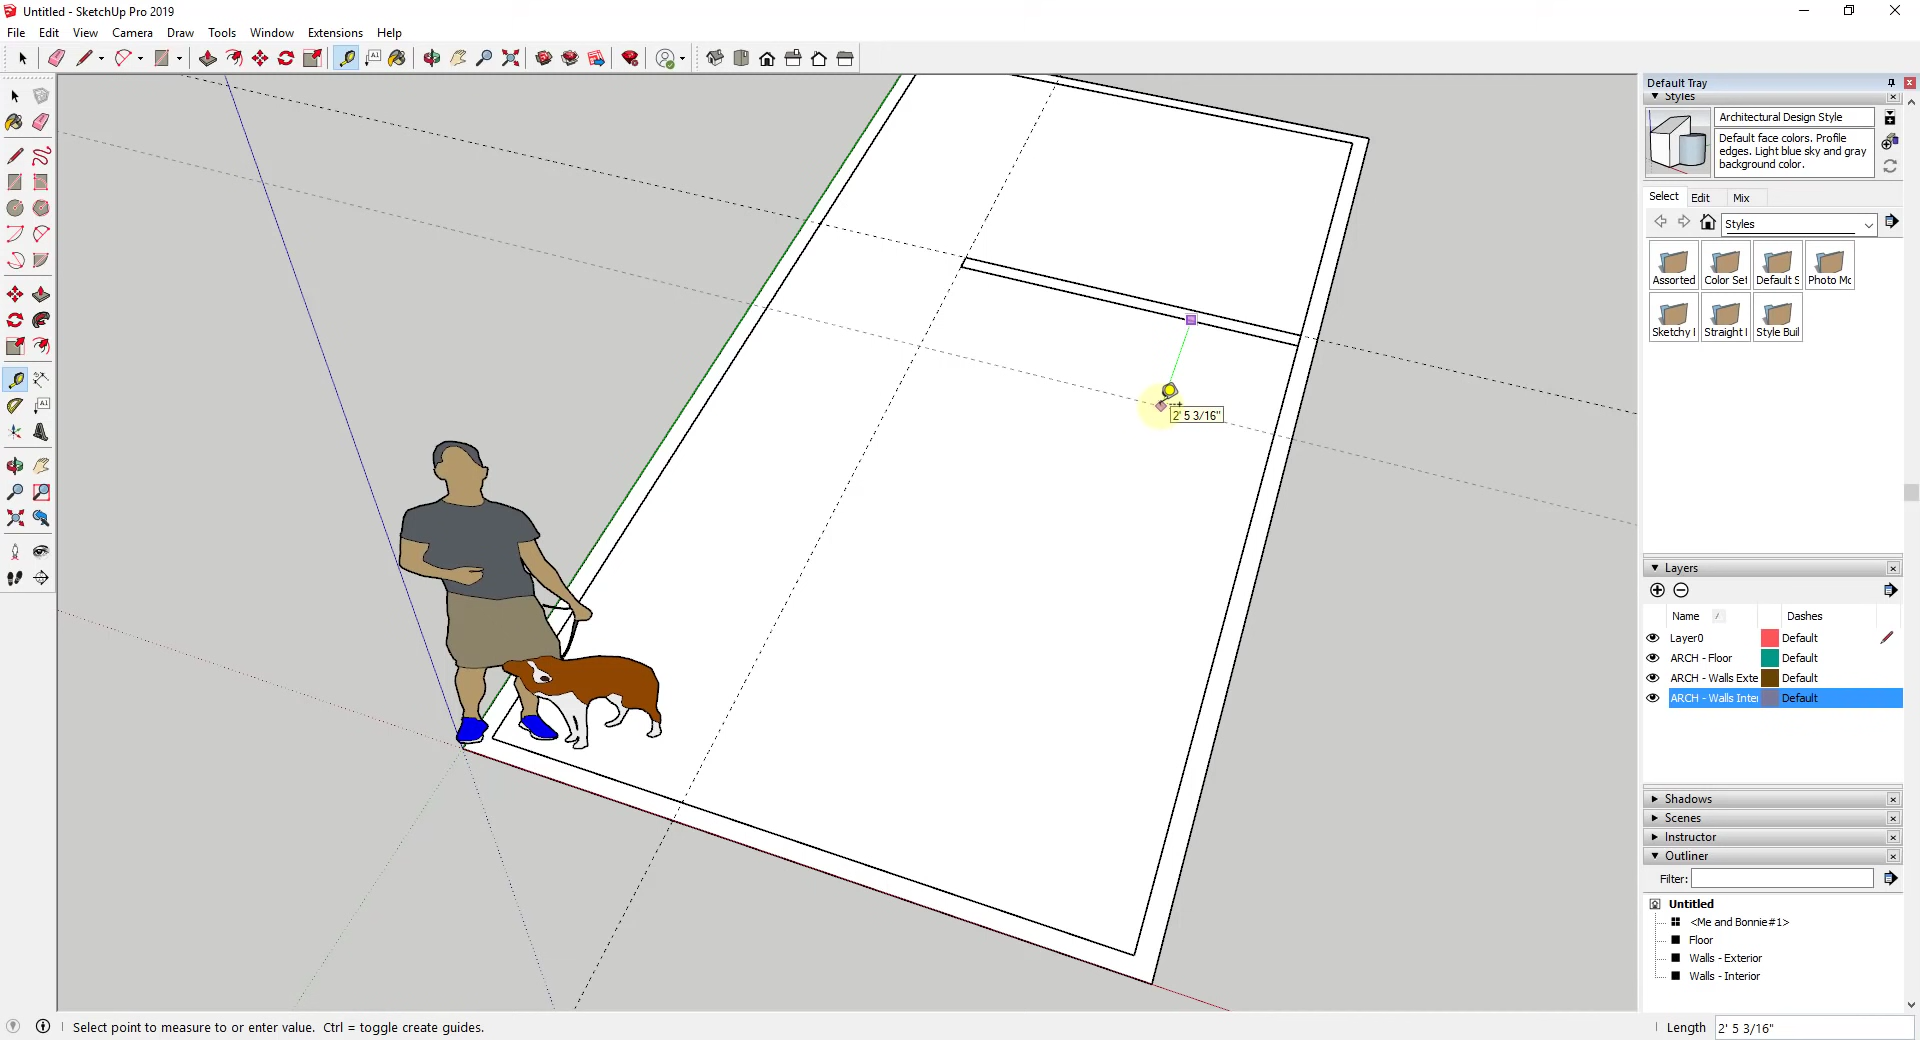 Untitled - SketchUp Pro 2019
File Edit View Camera Draw Tools Window Extensions Help
Default Tray
Styles
Architectural Design Style
Default face colors. Profile
edges. Light blue sky and gray
background color.
Select Edit Mix
Styles
Assorted Color Set Default S Photo Mo
Sketchy Straight Style Buil
2' 5 3/16"
Layers
Name Dashes
Layer0 Default
ARCH - Floor Default
ARCH - Walls Exte Default
ARCH - Walls Inte Default
Shadows
Scenes
Instructor
Outliner
Filter:
Untitled
<Me and Bonnie#1>
Floor
Walls - Exterior
Walls - Interior
Select point to measure to or enter value. Ctrl = toggle create guides.
Length 2' 5 3/16"